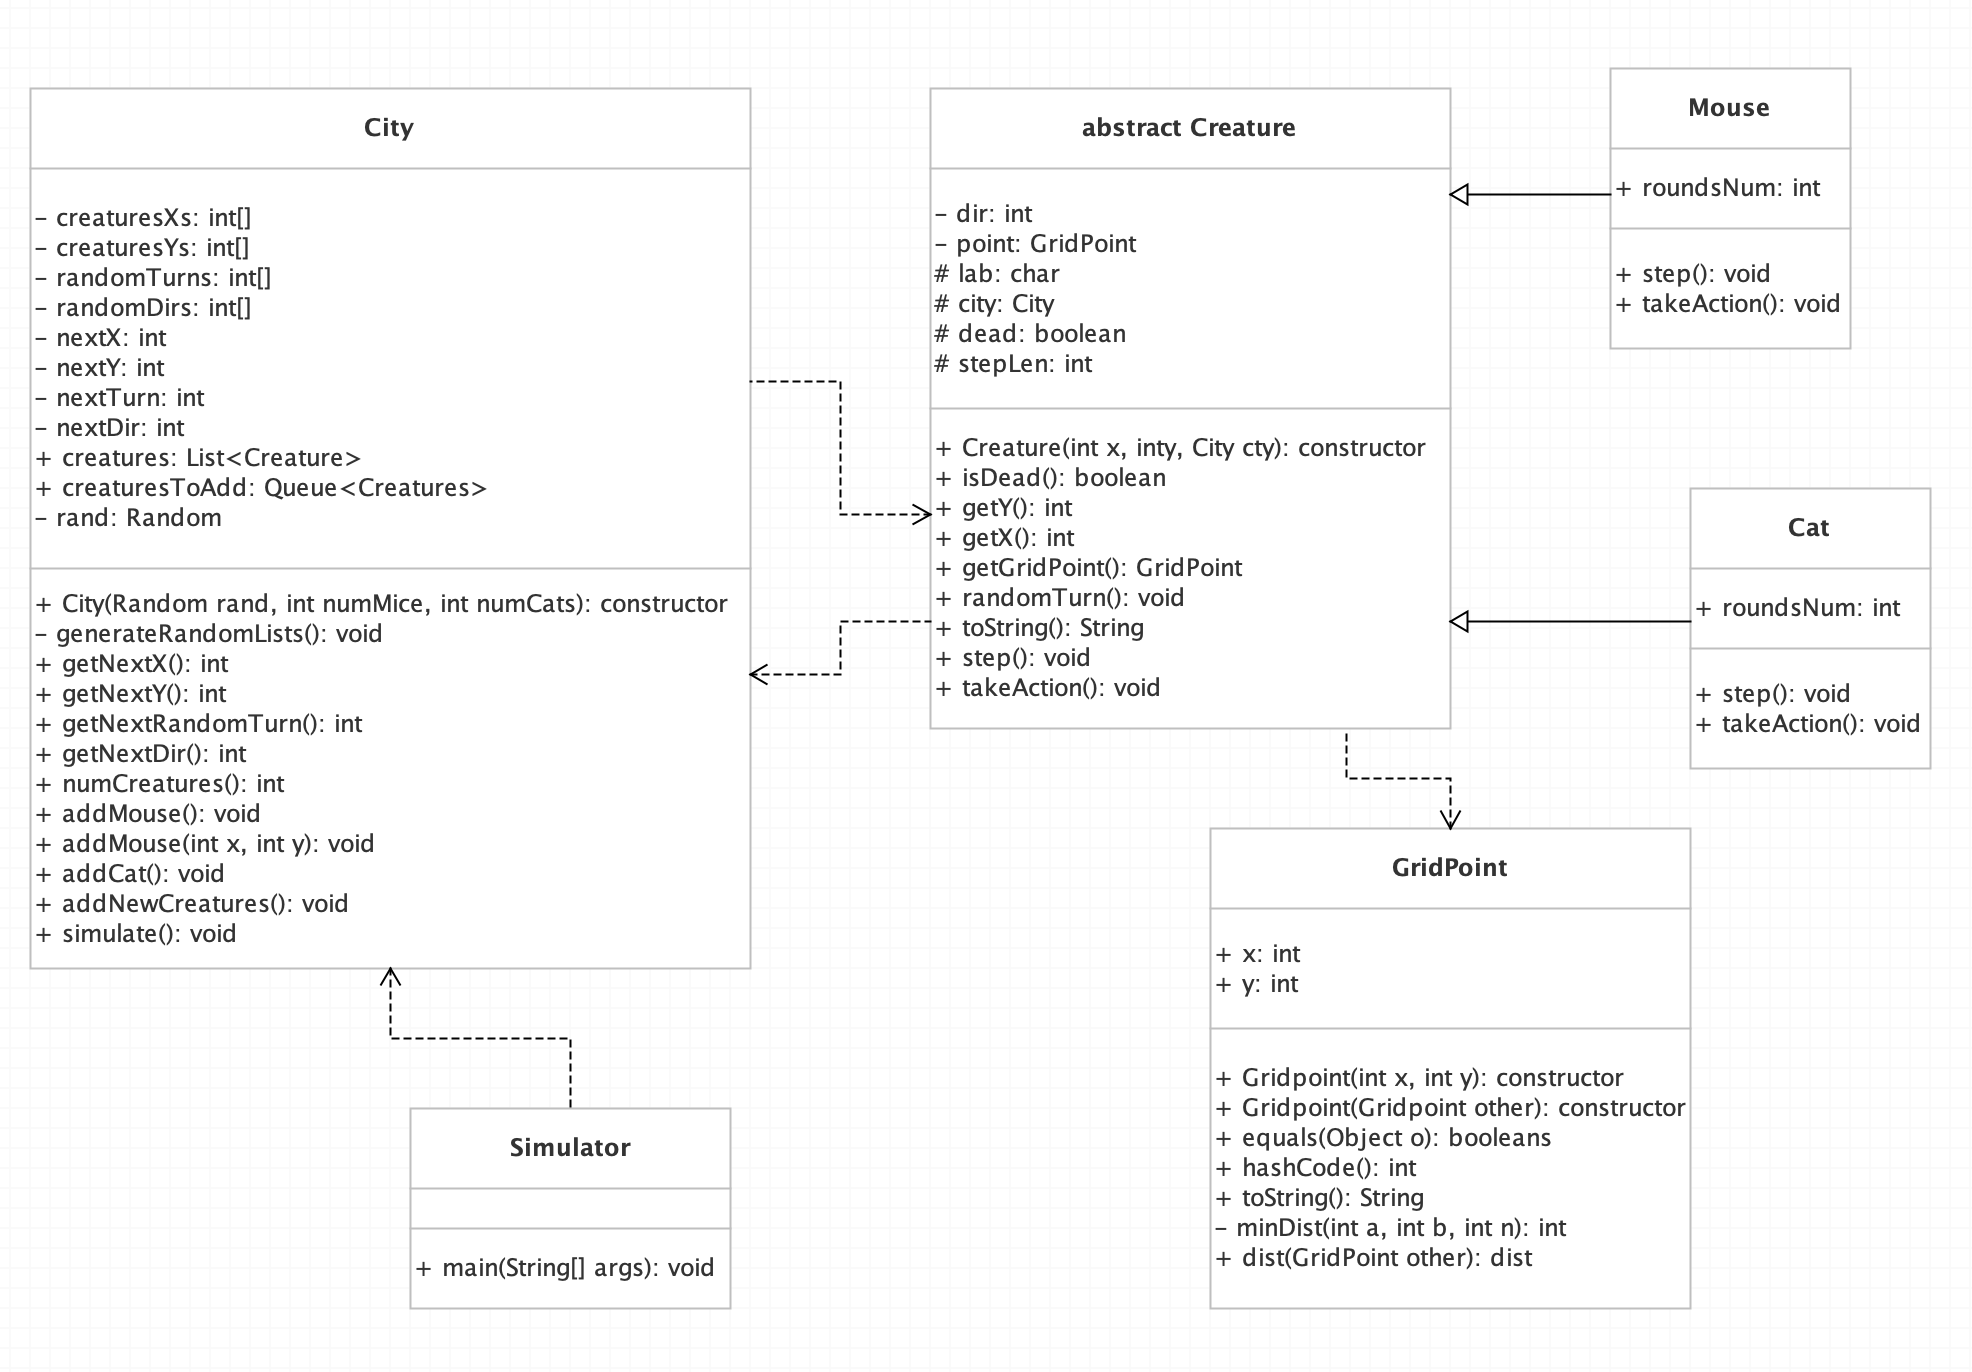 City
- creaturesXs: int[]
- creaturesYs: int[]
- randomTurns: int[]
- randomDirs: int[]
- nextX: int
- nextY: int
- nextTurn: int
- nextDir: int
+ creatures: List<Creature>
+ creaturesToAdd: Queue<Creatures>
- rand: Random
+ City(Random rand, int numMice, int numCats): constructor
- generateRandomLists(): void
+ getNextX(): int
+ getNextY(): int
+ getNextRandomTurn(): int
+ getNextDir(): int
+ numCreatures(): int
+ addMouse(): void
+ addMouse(int x, int y): void
+ addCat(): void
+ addNewCreatures(): void
+ simulate(): void
abstract Creature
- dir: int
- point: GridPoint
# lab: char
# city: City
# dead: boolean
# stepLen: int
+ Creature(int x, inty, City cty): constructor
+ isDead(): boolean
+ getY(): int
+ getX(): int
+ getGridPoint(): GridPoint
+ randomTurn(): void
+ toString(): String
+ step(): void
+ takeAction(): void
Mouse
+ roundsNum: int
+ step(): void
+ takeAction(): void
Cat
+ roundsNum: int
+ step(): void
+ takeAction(): void
GridPoint
+ x: int
+ y: int
+ Gridpoint(int x, int y): constructor
+ Gridpoint(Gridpoint other): constructor
+ equals(Object o): booleans
+ hashCode(): int
+ toString(): String
- minDist(int a, int b, int n): int
+ dist(GridPoint other): dist
Simulator
+ main(String[] args): void